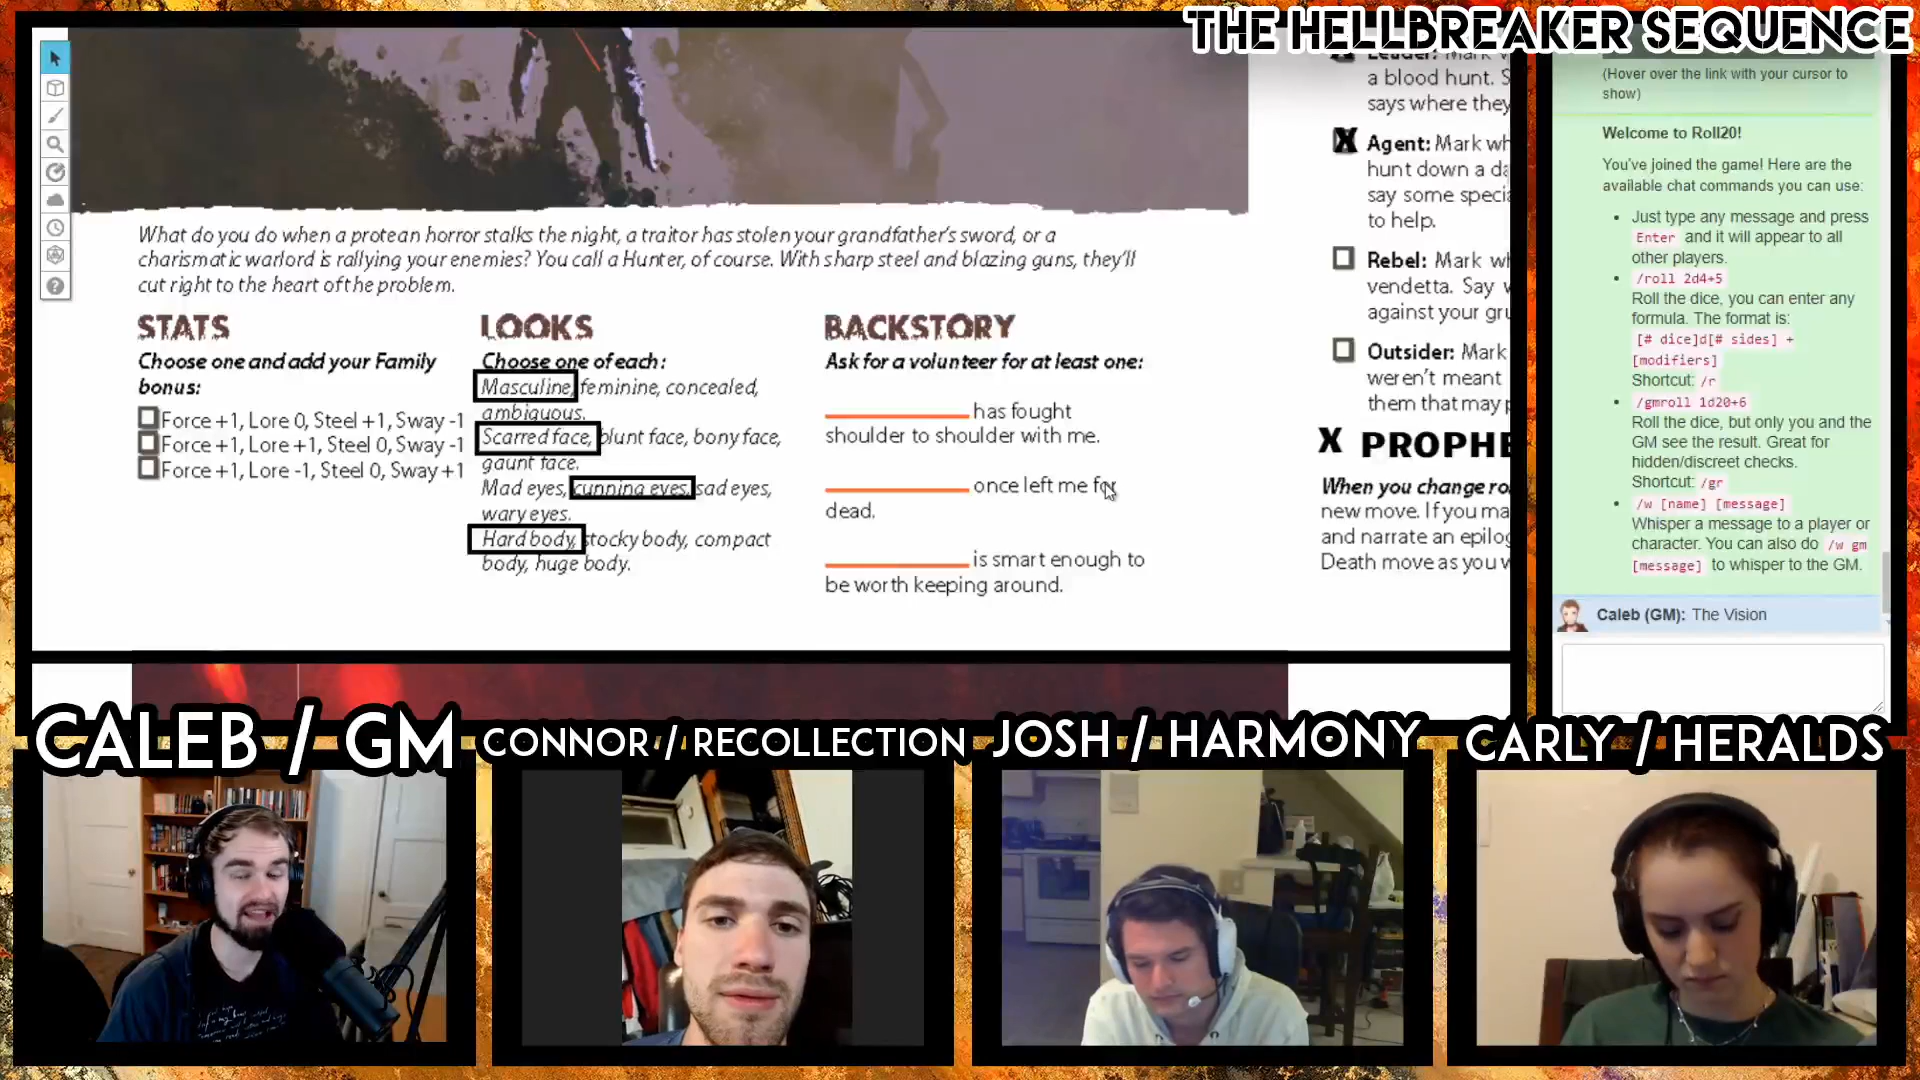 THE HELLBREAKER SEQUENCE
What do you do when a protean horror stalks the night, a traitor has stolen your grandfather's sword, or a
charismatic warlord is rallying your enemies? You call a Hunter, of course. With sharp steel and blazing guns, they'll
cut right to the heart of the problem.
STATS
Choose one and add your Family
bonus:
Force +1, Lore 0, Steel +1, Sway -1
Force +1, Lore +1, Steel 0, Sway -1
Force +1, Lore -1, Steel 0, Sway +1
LOOKS
Choose one of each:
Masculine, feminine, concealed,
ambiguous.
Scarred face, blunt face, bony face,
gaunt face.
Mad eyes, cunning eyes, sad eyes,
wary eyes.
Hard body, stocky body, compact
body, huge body.
BACKSTORY
Ask for a volunteer for at least one:
has fought
shoulder to shoulder with me.
once left me for
dead.
is smart enough to
be worth keeping around.
Leader: Mark
a blood hunt. S
says where they
X Agent: Mark wh
hunt down a da
say some specia
to help.
Rebel: Mark wh
vendetta. Say w
against your gru
Outsider: Mark
weren't meant
them that may p
X PROPHE
When you change ro
new move. If you ma
and narrate an epilog
Death move as you w
(Hover over the link with your cursor to
show)
Welcome to Roll20!
You've joined the game! Here are the
available chat commands you can use:
• Just type any message and press
Enter and it will appear to all
other players.
• /roll 2d4+5
Roll the dice, you can enter any
formula. The format is:
[# dice]d[# sides] +
[modifiers]
Shortcut: /r
• /gmroll 1d20+6
Roll the dice, but only you and the
GM see the result. Great for
hidden/discreet checks.
Shortcut: /gr
• /w [name] [message]
Whisper a message to a player or
character. You can also do /w gm
[message] to whisper to the GM.
Caleb (GM): The Vision
CALEB / GM
CONNOR / RECOLLECTION
JOSH / HARMONY
CARLY / HERALDS